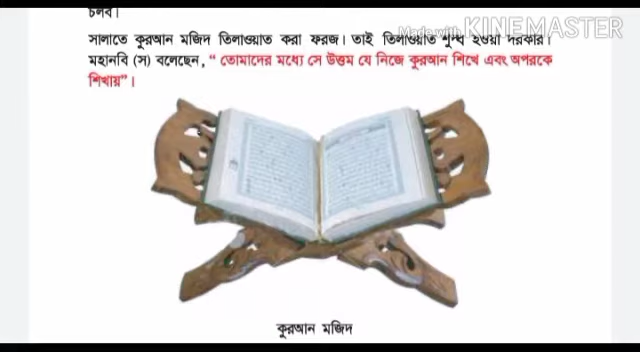 চলব।
সালাতে কুরআন মজিদ তিলাওয়াত করা ফরজ। তাই তিলাওয়াত শুদ্ধ হওয়া দরকার।
Made with KINEMASTER
মহানবি (স) বলেছেন, “ তোমাদের মধ্যে সে উত্তম যে নিজে কুরআন শিখে এবং অপরকে
শিখায়”।
কুরআন মজিদ